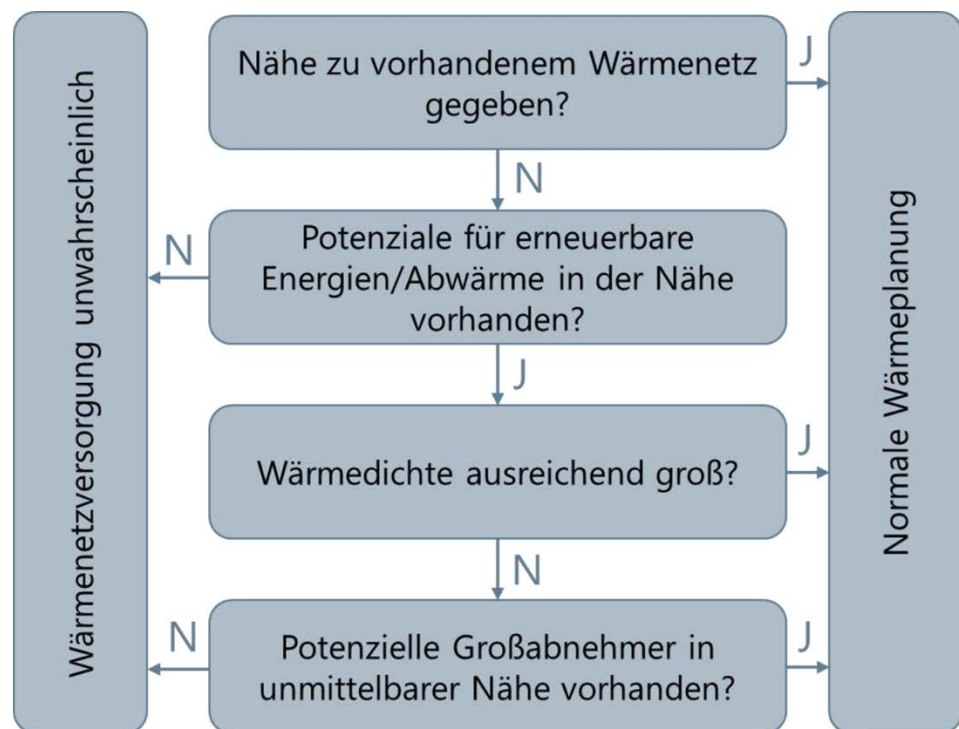 Wärmenetzversorgung unwahrscheinlich
Nähe zu vorhandenem Wärmenetz
gegeben?
J
N
Potenziale für erneuerbare
Energien/Abwärme in der Nähe
vorhanden?
N
J
Wärmedichte ausreichend groß?
J
N
Potenzielle Großabnehmer in
unmittelbarer Nähe vorhanden?
N
J
Normale Wärmeplanung